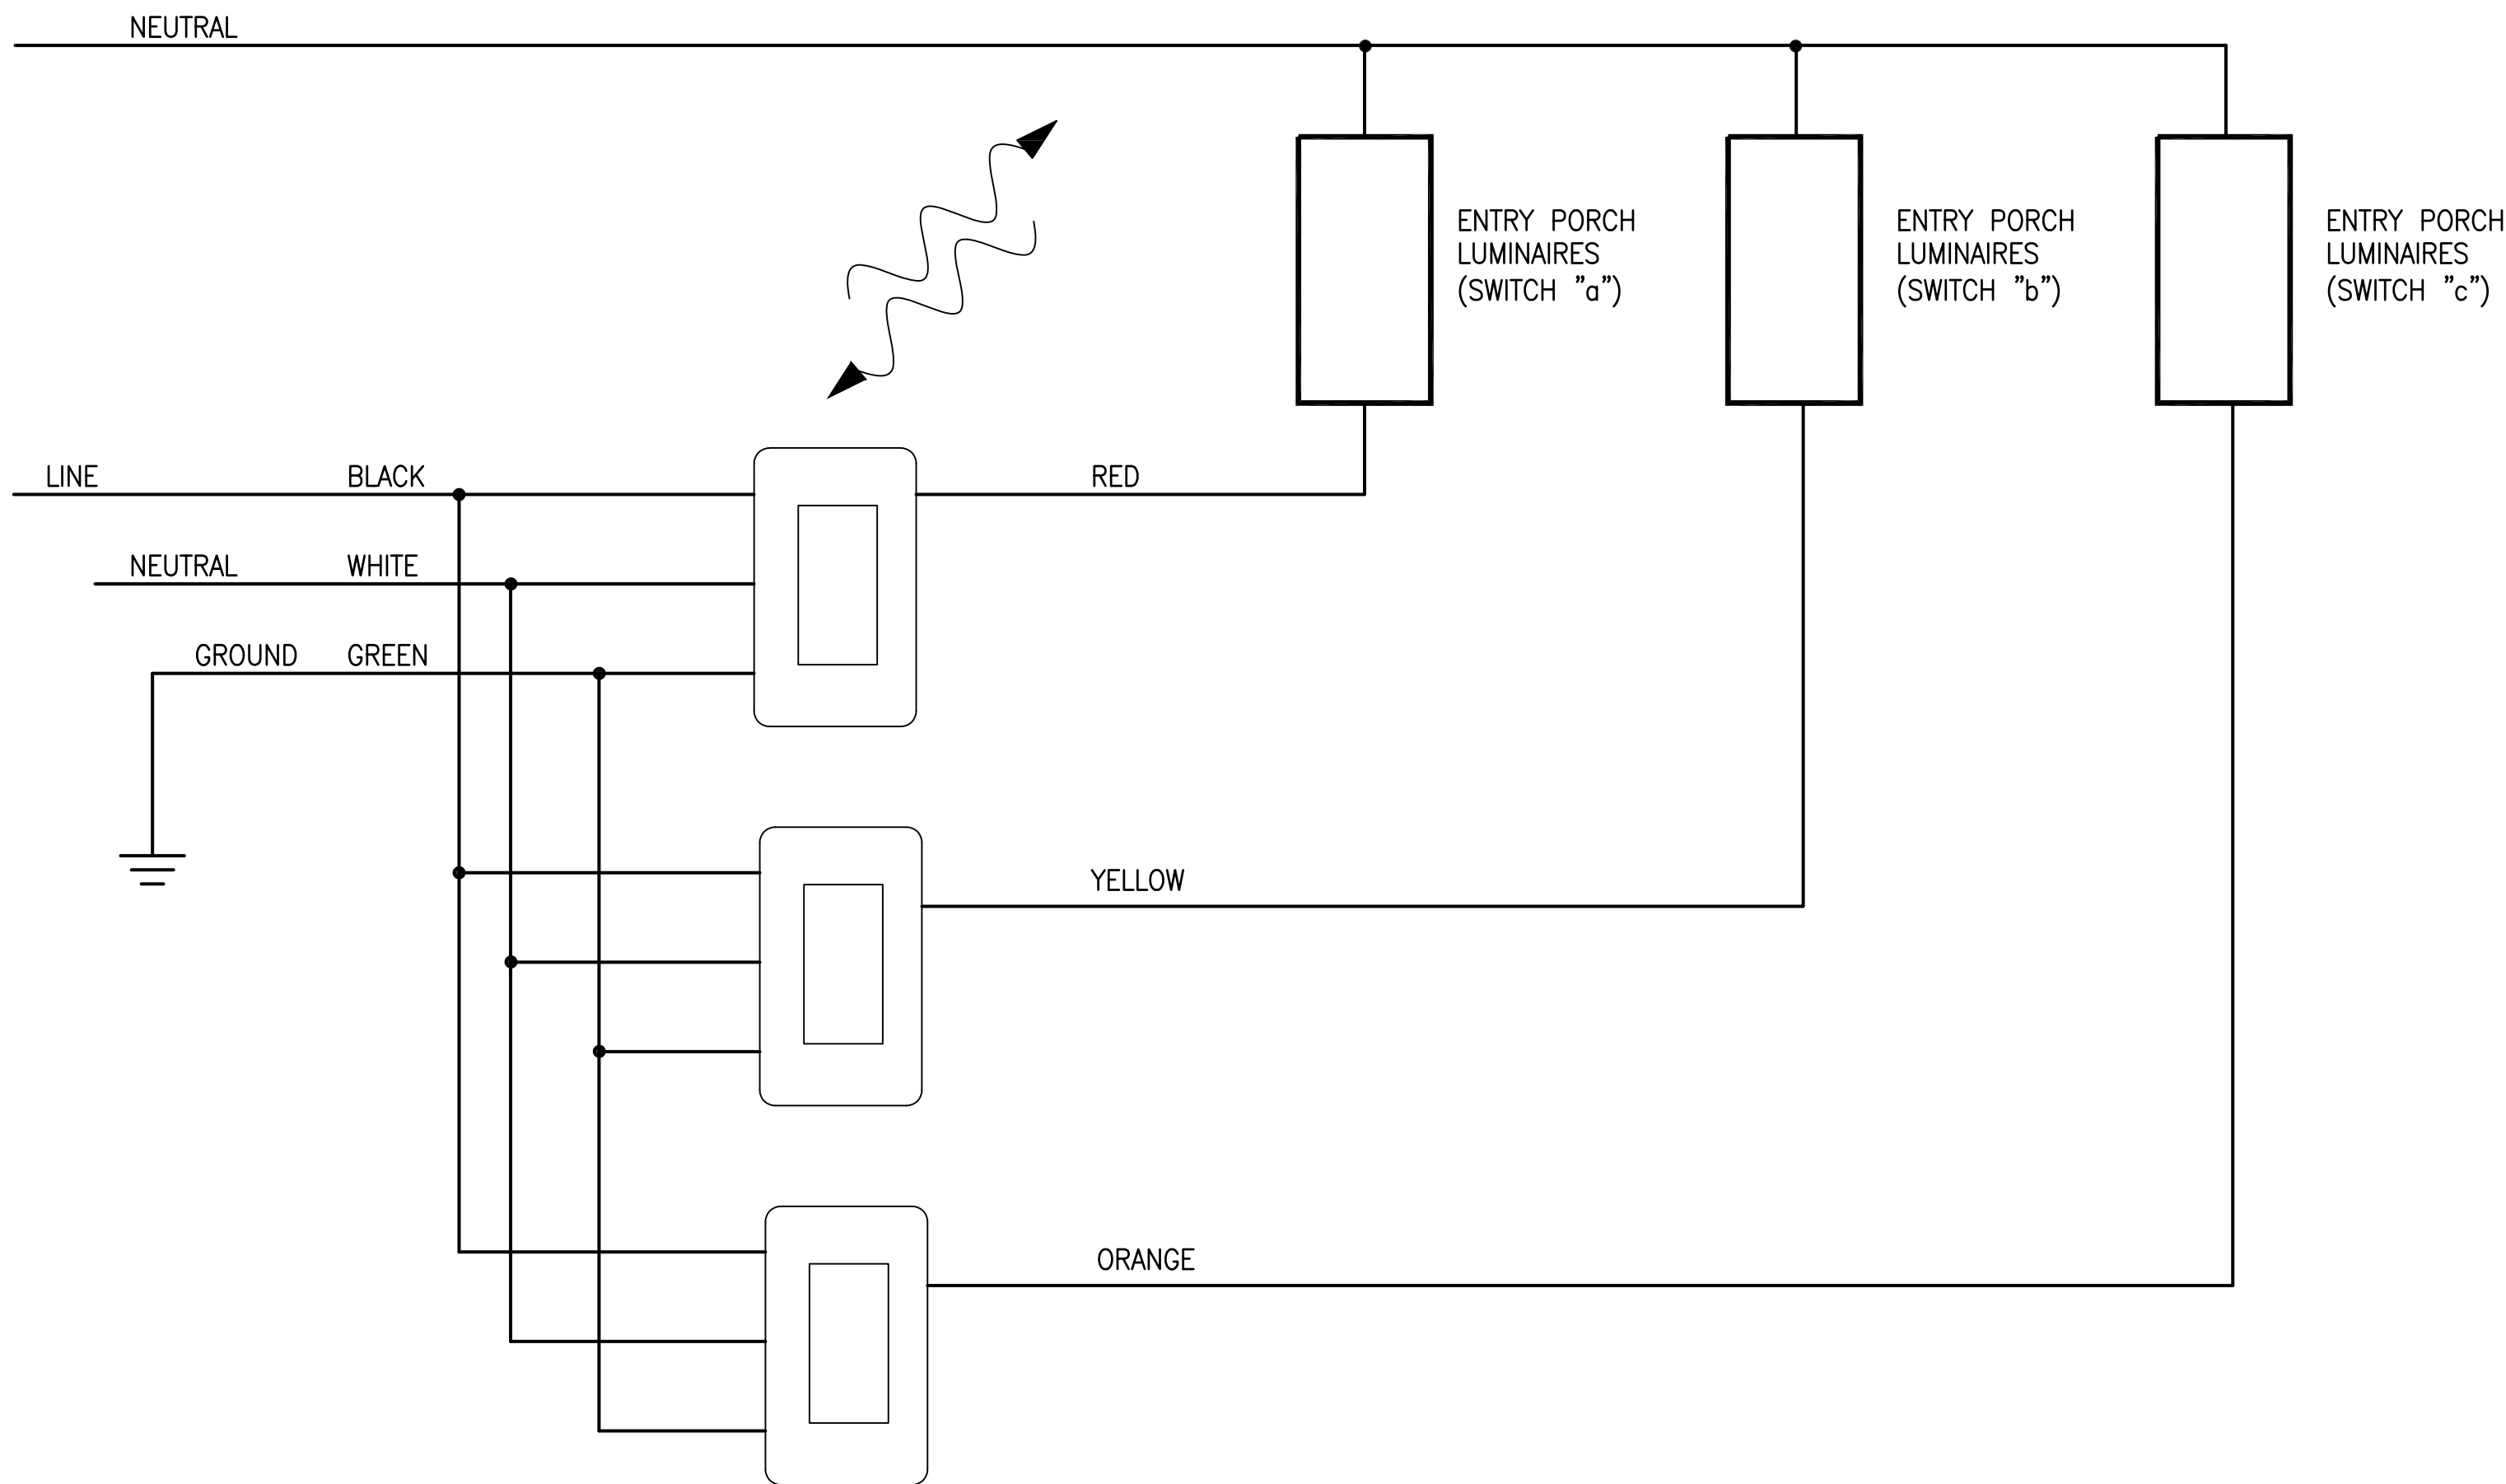 NEUTRAL
ENTRY PORCH
LUMINAIRES
(SWITCH "a")
ENTRY PORCH
LUMINAIRES
(SWITCH "b")
ENTRY PORCH
LUMINAIRES
(SWITCH "c")
LINE BLACK
RED
NEUTRAL WHITE
GROUND GREEN
YELLOW
ORANGE